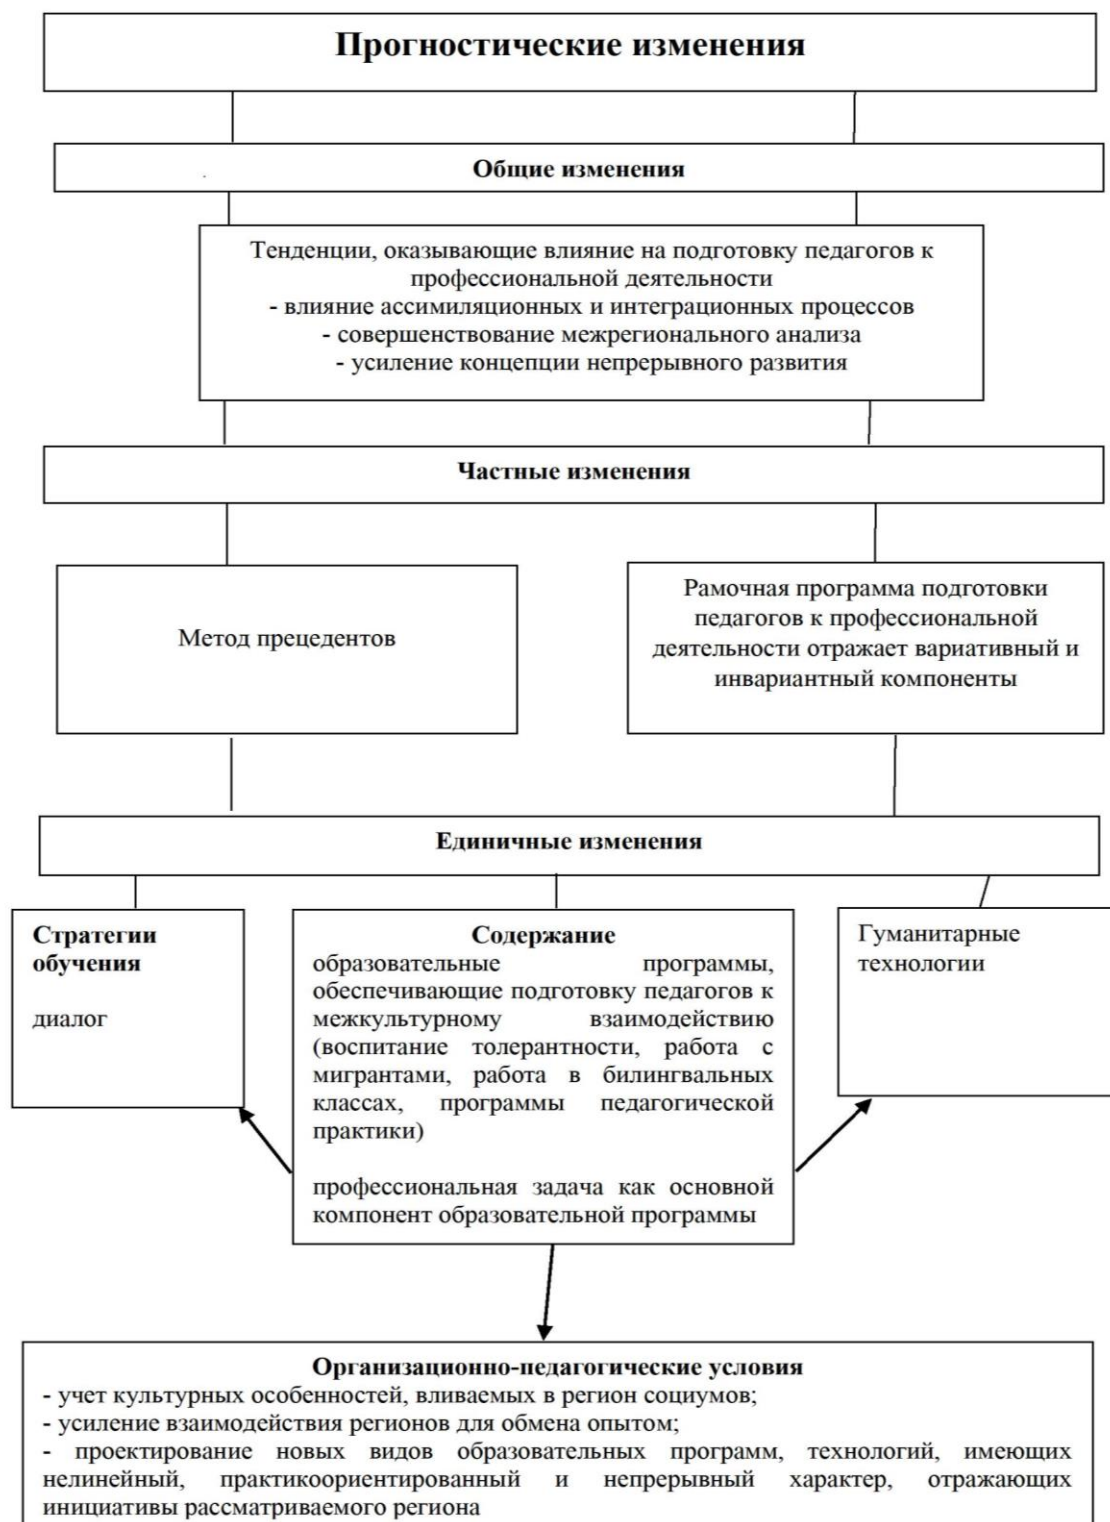 Прогностические изменения
Общие изменения
Тенденции, оказывающие влияние на подготовку педагогов к
профессиональной деятельности
- влияние ассимиляционных и интеграционных процессов
- совершенствование межрегионального анализа
- усиление концепции непрерывного развития
Частные изменения
Метод прецедентов
Рамочная программа подготовки
педагогов к профессиональной
деятельности отражает вариативный и
инвариантный компоненты
Единичные изменения
Стратегии
обучения
диалог
Содержание
образовательные программы,
обеспечивающие подготовку педагогов к
межкультурному взаимодействию
(воспитание толерантности, работа с
мигрантами, работа в билингвальных
классах, программы педагогической
практики)
профессиональная задача как основной
компонент образовательной программы
Гуманитарные
технологии
Организационно-педагогические условия
- учет культурных особенностей, вливаемых в регион социумов;
- усиление взаимодействия регионов для обмена опытом;
- проектирование новых видов образовательных программ, технологий, имеющих
нелинейный, практикоориентированный и непрерывный характер, отражающих
инициативы рассматриваемого региона